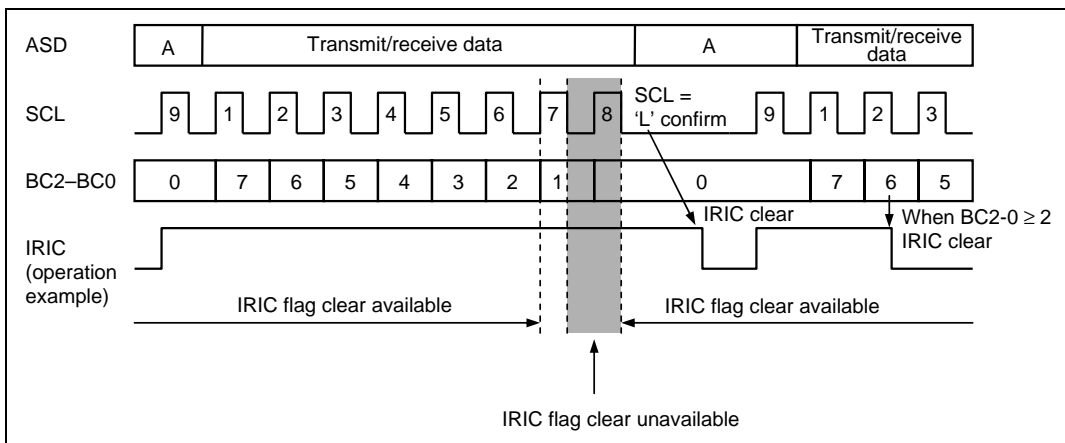 ASD
A
Transmit/receive data
A
Transmit/receive
data
SCL
9 1 2 3 4 5 6 7 8
SCL =
‘L’ confirm
9 1 2 3
BC2–BC0
0 7 6 5 4 3 2 1 0 7 6 5
IRIC
(operation
example)
IRIC clear
When BC2-0 ≥ 2
IRIC clear
IRIC flag clear available
IRIC flag clear available
IRIC flag clear unavailable